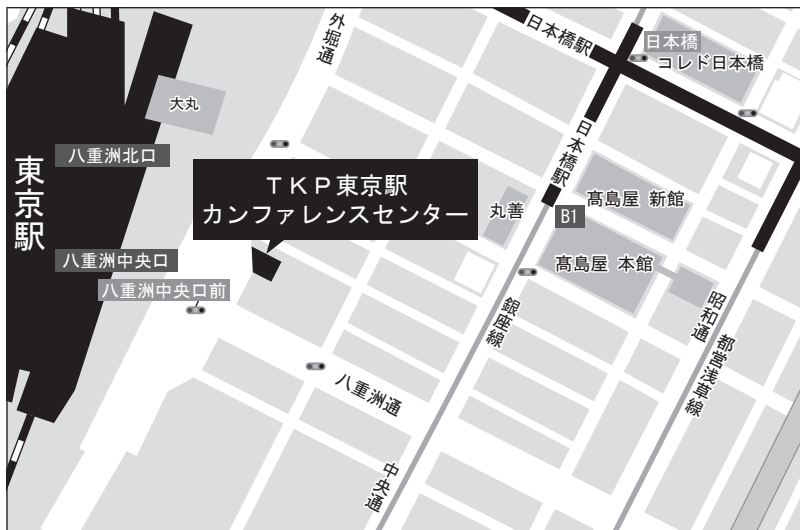 外堀通
日本橋駅
日本橋
コレド日本橋
大丸
八重洲北口
東京駅
TKP東京駅
カンファレンスセンター
日本橋駅
丸善
B1
髙島屋 新館
髙島屋 本館
八重洲中央口
八重洲中央口前
銀座線
昭和通
都営浅草線
八重洲通
中央通